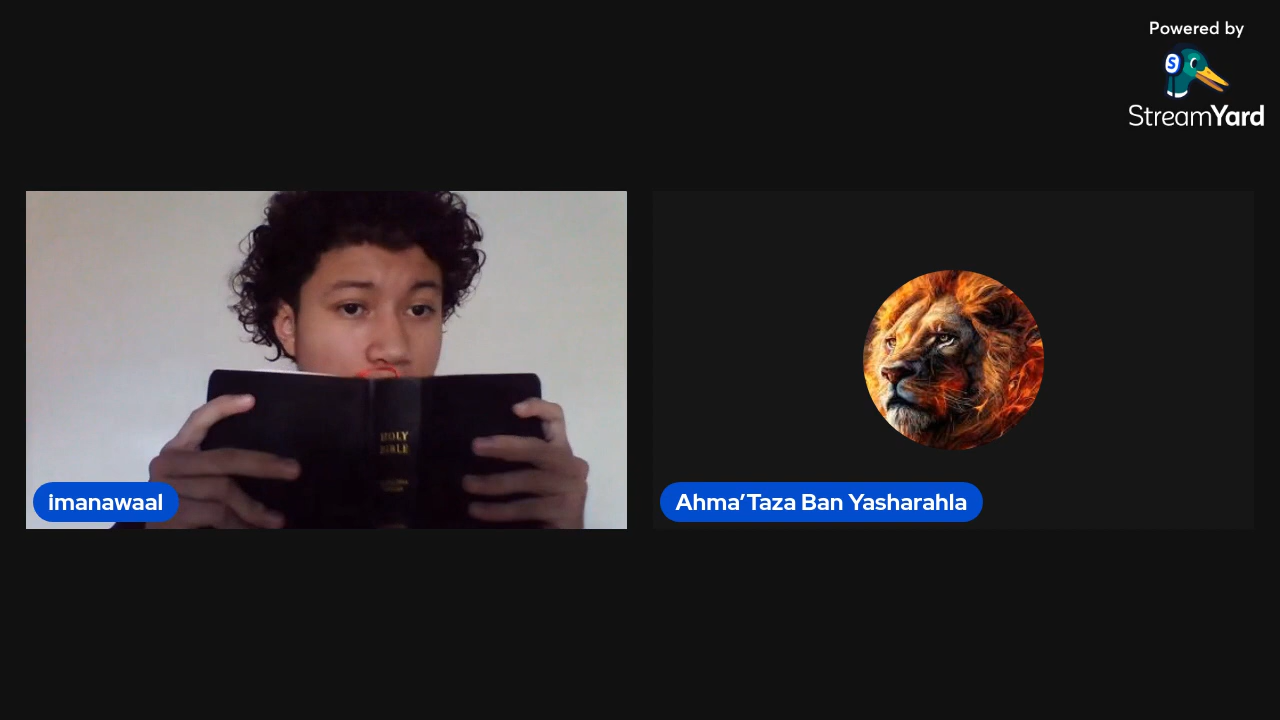 Powered by
S
StreamYard
HOLY
BIBLE
imanawaal
Ahma'Taza Ban Yasharahla